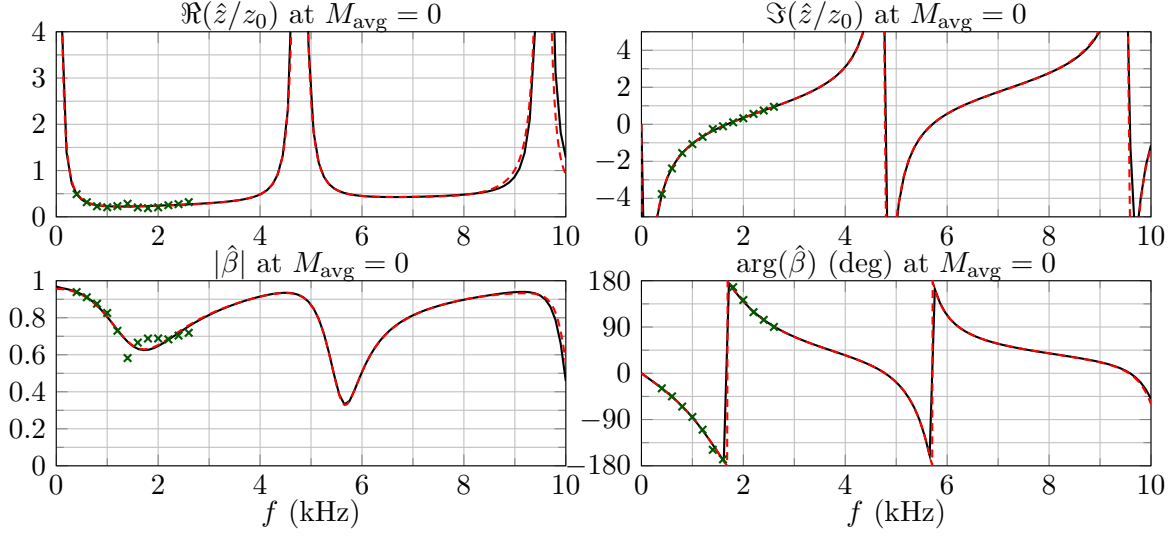 ℜ(ẑ/z₀) at M_avg = 0
4
3
2
1
0
0 2 4 6 8 10
ℑ(ẑ/z₀) at M_avg = 0
4
2
0
−2
−4
0 2 4 6 8 10
|β̂| at M_avg = 0
1
0.8
0.6
0.4
0.2
0
0 2 4 6 8 10
f (kHz)
arg(β̂) (deg) at M_avg = 0
180
90
0
-90
−180
0 2 4 6 8 10
f (kHz)